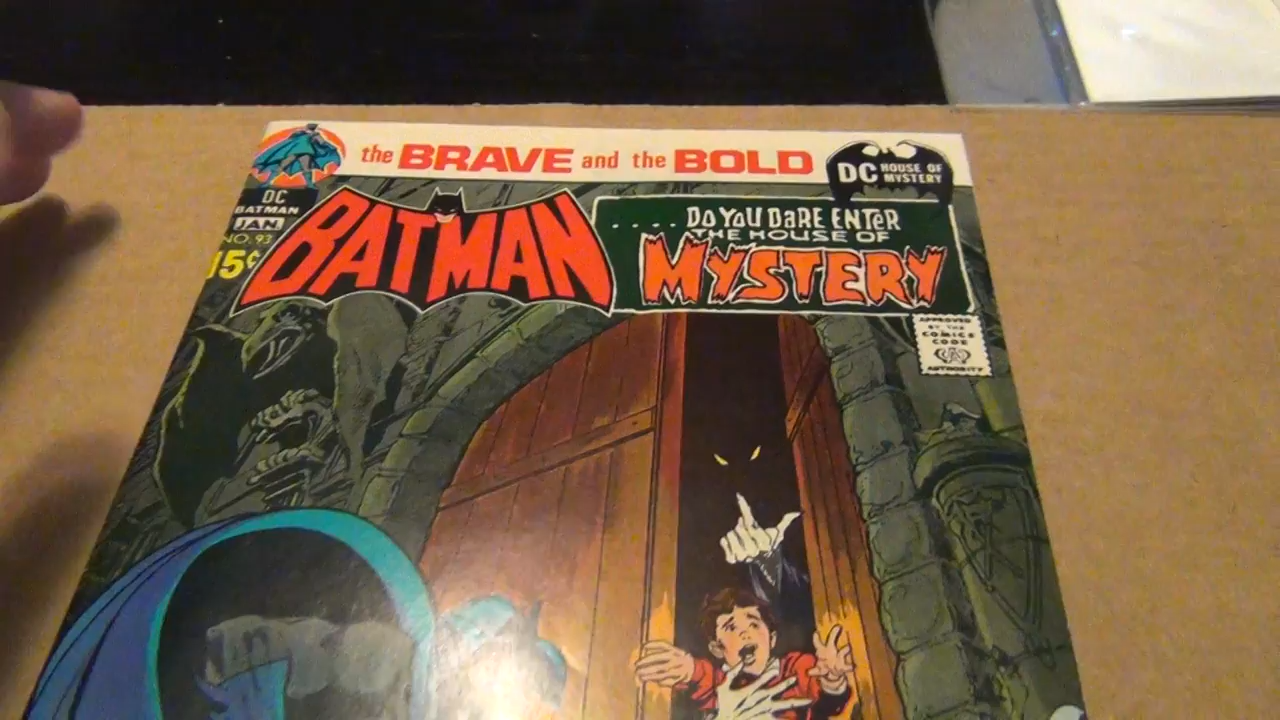 the BRAVE and the BOLD
DC
BATMAN
JAN.
NO. 93
15¢
BATMAN
DC HOUSE OF
MYSTERY
....DO YOU DARE ENTER
THE HOUSE OF
MYSTERY
APPROVED
BY THE
COMICS
CODE
CA
AUTHORITY